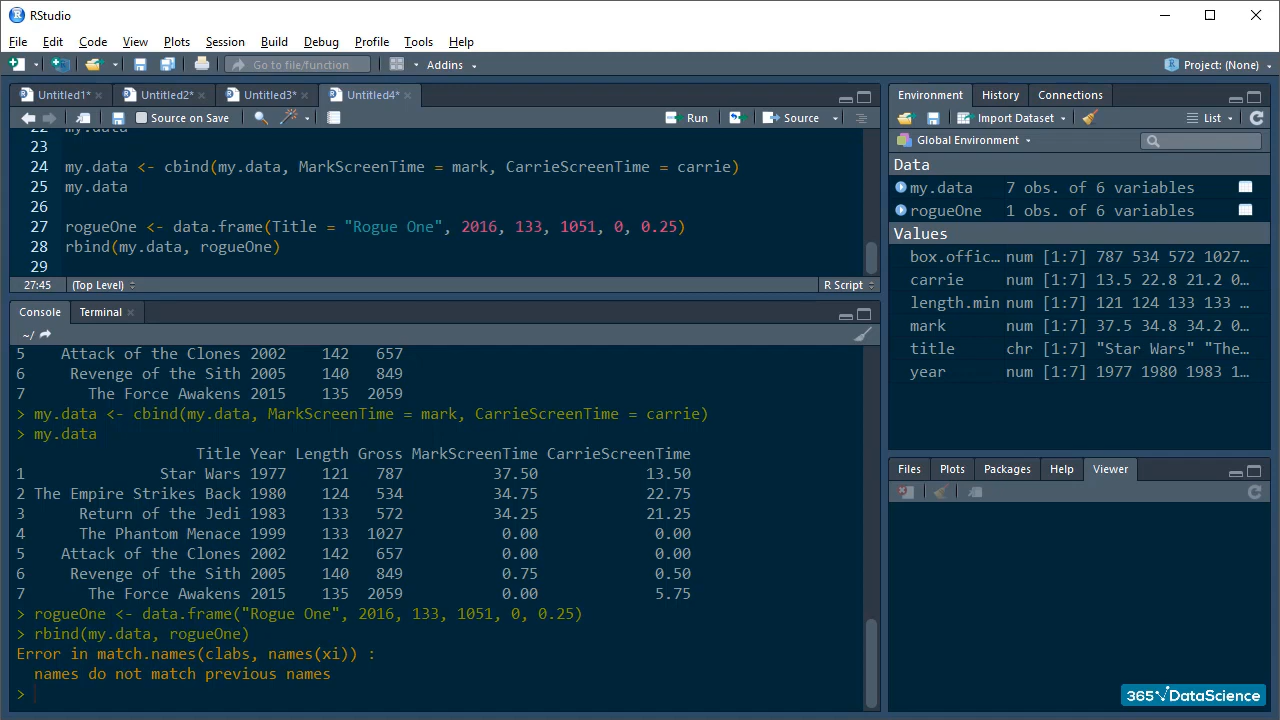 RStudio
File Edit Code View Plots Session Build Debug Profile Tools Help
Go to file/function Addins Project: (None)
Untitled1* Untitled2* Untitled3* Untitled4*
Source on Save Run Source
22 my.data
23
24 my.data <- cbind(my.data, MarkScreenTime = mark, CarrieScreenTime = carrie)
25 my.data
26
27 rogueOne <- data.frame(Title = "Rogue One", 2016, 133, 1051, 0, 0.25)
28 rbind(my.data, rogueOne)
29
27:45 (Top Level) R Script
Console Terminal
~/
5 Attack of the Clones 2002 142 657
6 Revenge of the Sith 2005 140 849
7 The Force Awakens 2015 135 2059
> my.data <- cbind(my.data, MarkScreenTime = mark, CarrieScreenTime = carrie)
> my.data
Title Year Length Gross MarkScreenTime CarrieScreenTime
1 Star Wars 1977 121 787 37.50 13.50
2 The Empire Strikes Back 1980 124 534 34.75 22.75
3 Return of the Jedi 1983 133 572 34.25 21.25
4 The Phantom Menace 1999 133 1027 0.00 0.00
5 Attack of the Clones 2002 142 657 0.00 0.00
6 Revenge of the Sith 2005 140 849 0.75 0.50
7 The Force Awakens 2015 135 2059 0.00 5.75
> rogueOne <- data.frame("Rogue One", 2016, 133, 1051, 0, 0.25)
> rbind(my.data, rogueOne)
Error in match.names(clabs, names(xi)) :
names do not match previous names
>
Environment History Connections
Import Dataset List
Global Environment
Data
my.data 7 obs. of 6 variables
rogueOne 1 obs. of 6 variables
Values
box.offic… num [1:7] 787 534 572 1027…
carrie num [1:7] 13.5 22.8 21.2 0…
length.min num [1:7] 121 124 133 133 …
mark num [1:7] 37.5 34.8 34.2 0…
title chr [1:7] "Star Wars" "The…
year num [1:7] 1977 1980 1983 1…
Files Plots Packages Help Viewer
365 DataScience